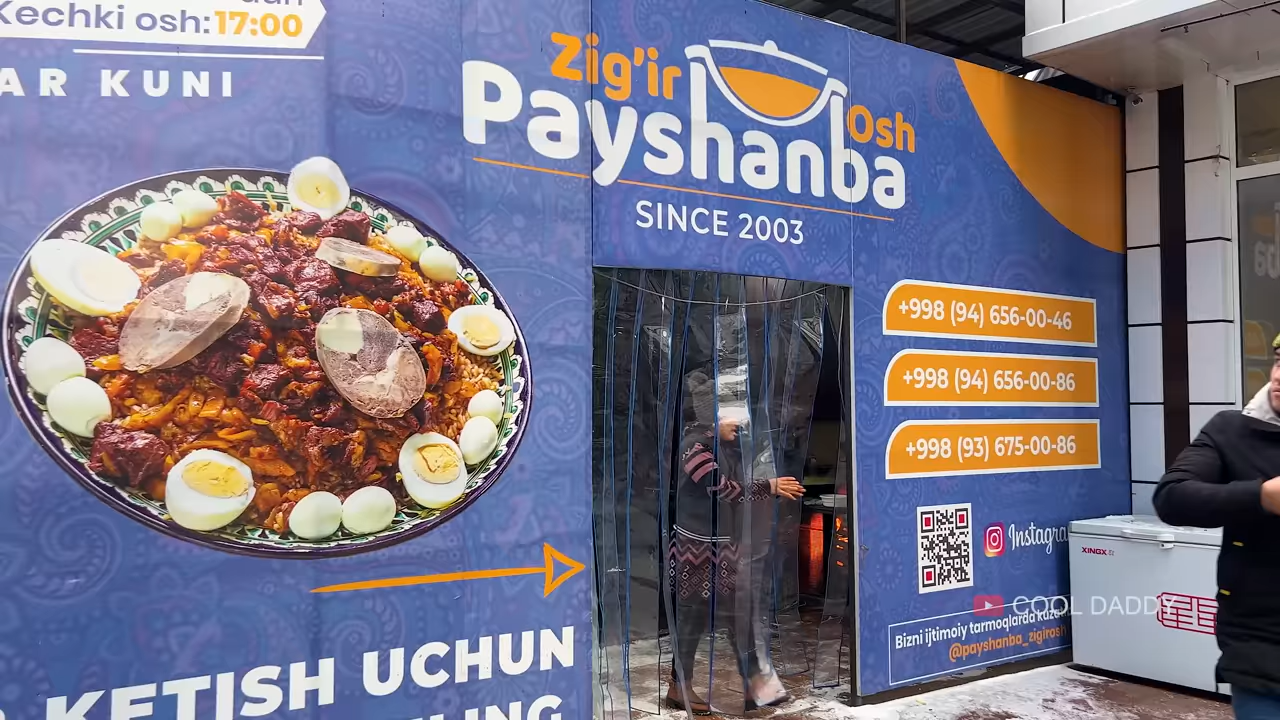 Kechki osh: 17:00
AR KUNI
Zig'ir
Payshanba
Osh
SINCE 2003
+998 (94) 656-00-46
+998 (94) 656-00-86
+998 (93) 675-00-86
Instagra
XINGX
COOL DADDY
Bizni ijtimoiy tarmoqlarda kuza
@payshanba_zigirosh
KETISH UCHUN